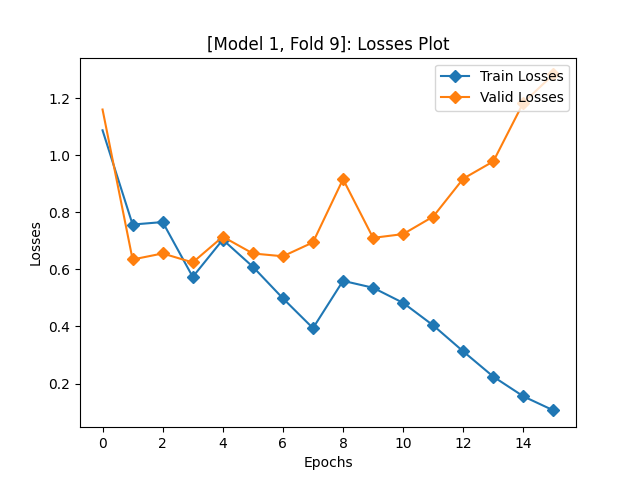 [Model 1, Fold 9]: Losses Plot
Train Losses
Valid Losses
1.2
1.0
0.8
0.6
0.4
0.2
Losses
0 2 4 6 8 10 12 14
Epochs